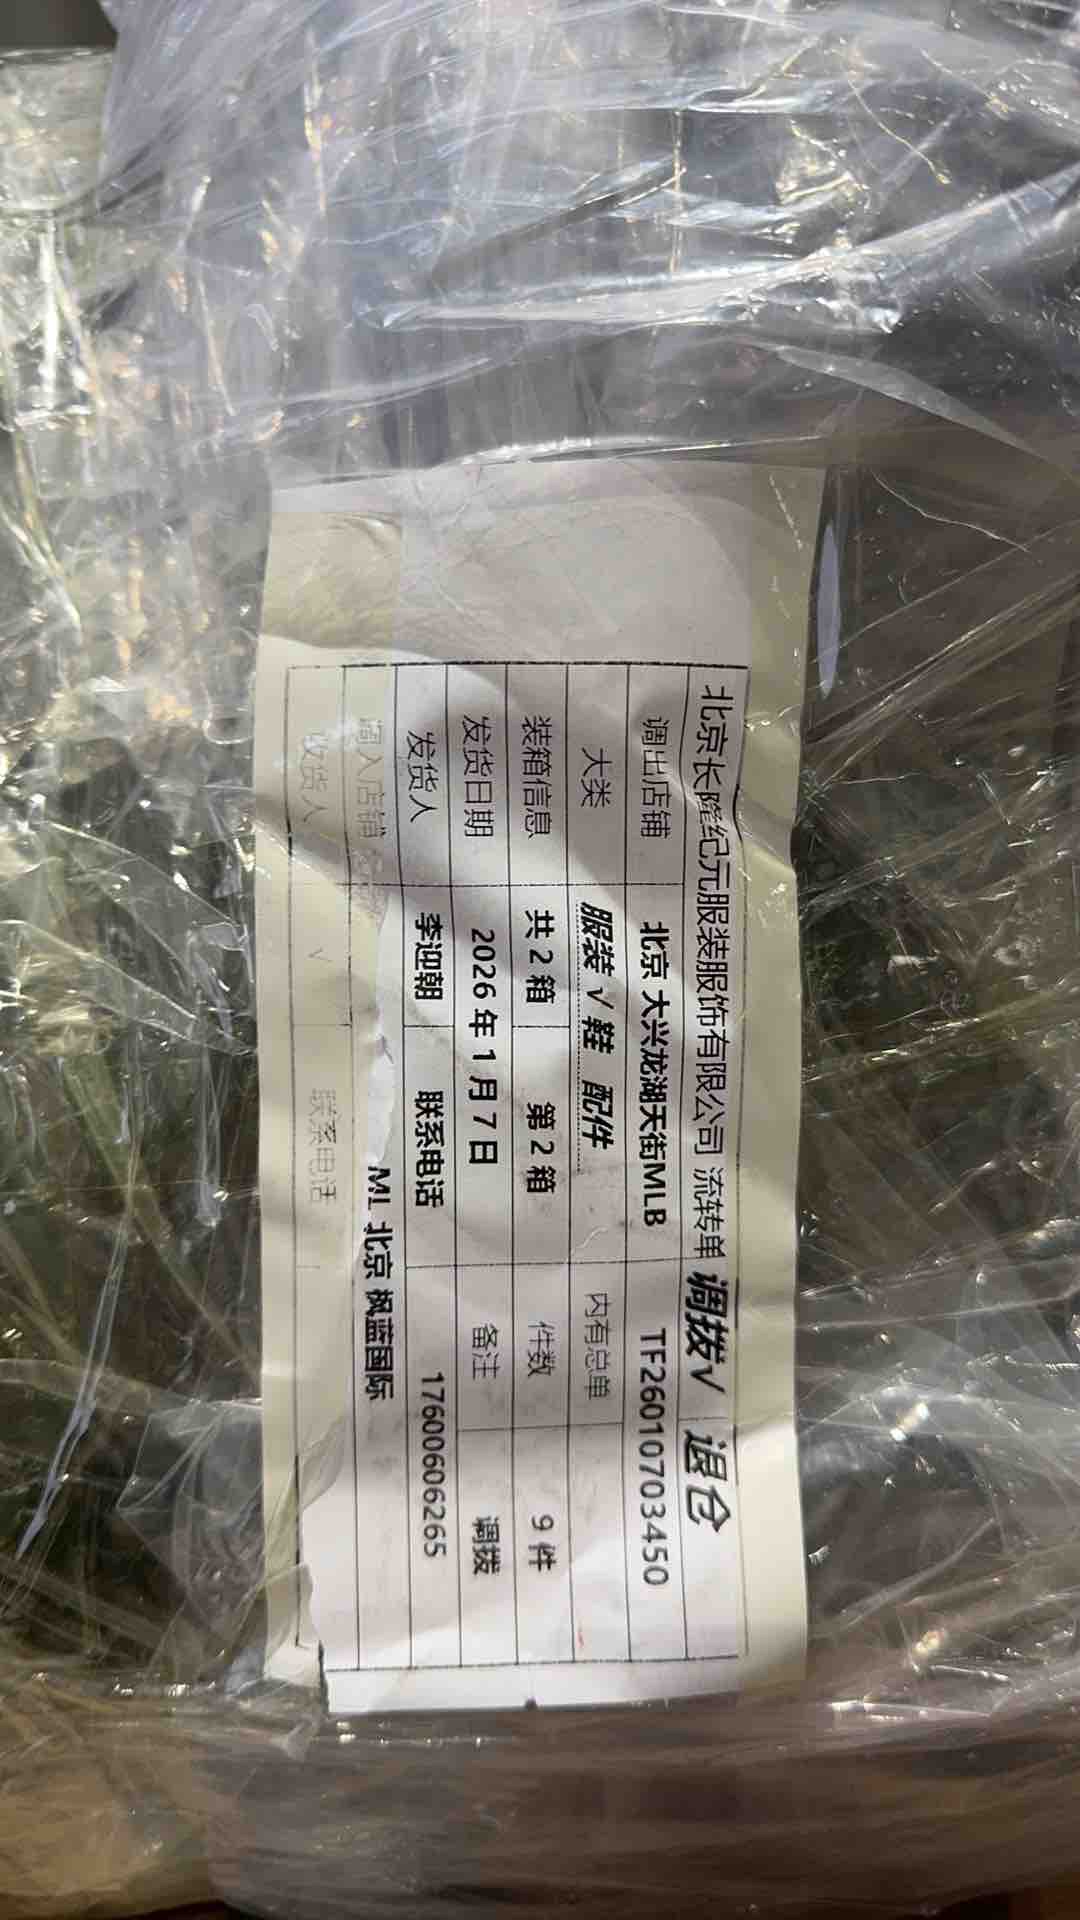 北京长隆纪元服装服饰有限公司 流转单 调拨√ 退仓
调出店铺 北京 大兴龙湖天街MLB TF26010703450
大类 服装 √ 鞋 配件 内有总单
装箱信息 共 2 箱 第 2 箱 件数 9 件
发货日期 2026 年 1 月 7 日 备注 调拨
发货人 李迎朝 联系电话 17600606265
调入店铺 ML 北京 枫蓝国际
收货人 √ 联系电话